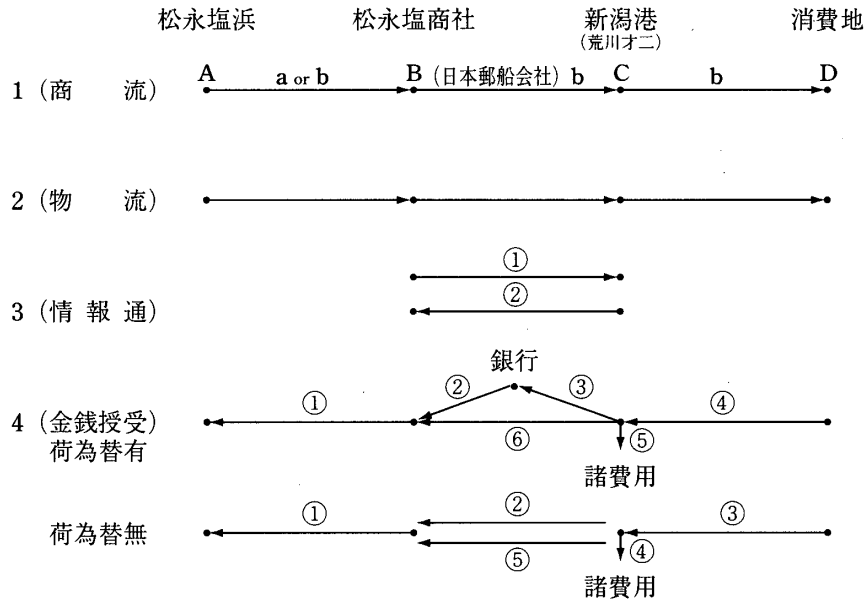 松永塩浜 松永塩商社 新潟港 消費地
(荒川才二)
A a or b B (日本郵船会社) b C b D
1 (商 流)
2 (物 流)
①
3 (情 報 通)
②
銀行
② ③
4 (金銭授受) ① ④
荷為替有 ⑥ ⑤
諸費用
② 
荷為替無 ① ③
⑤ ④
諸費用